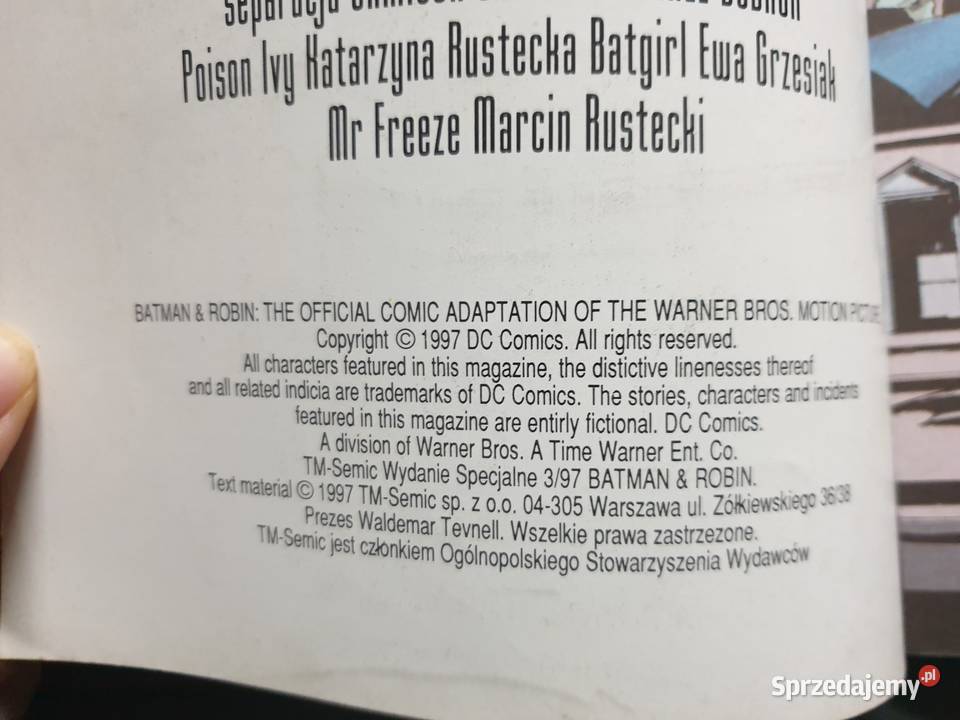 Poison Ivy Katarzyna Rustecka Batgirl Ewa Grzesiak
Mr Freeze Marcin Rustecki
BATMAN & ROBIN: THE OFFICIAL COMIC ADAPTATION OF THE WARNER BROS. MOTION PICTURE
Copyright © 1997 DC Comics. All rights reserved.
All characters featured in this magazine, the distictive linenesses thereof
and all related indicia are trademarks of DC Comics. The stories, characters and incidents
featured in this magazine are entirly fictional. DC Comics.
A division of Warner Bros. A Time Warner Ent. Co.
TM-Semic Wydanie Specjalne 3/97 BATMAN & ROBIN.
Text material © 1997 TM-Semic sp. z o.o. 04-305 Warszawa ul. Zółkiewskiego 36/38
Prezes Waldemar Tevnell. Wszelkie prawa zastrzezone.
TM-Semic jest członkiem Ogólnopolskiego Stowarzyszenia Wydawców
Sprzedajemy.pl